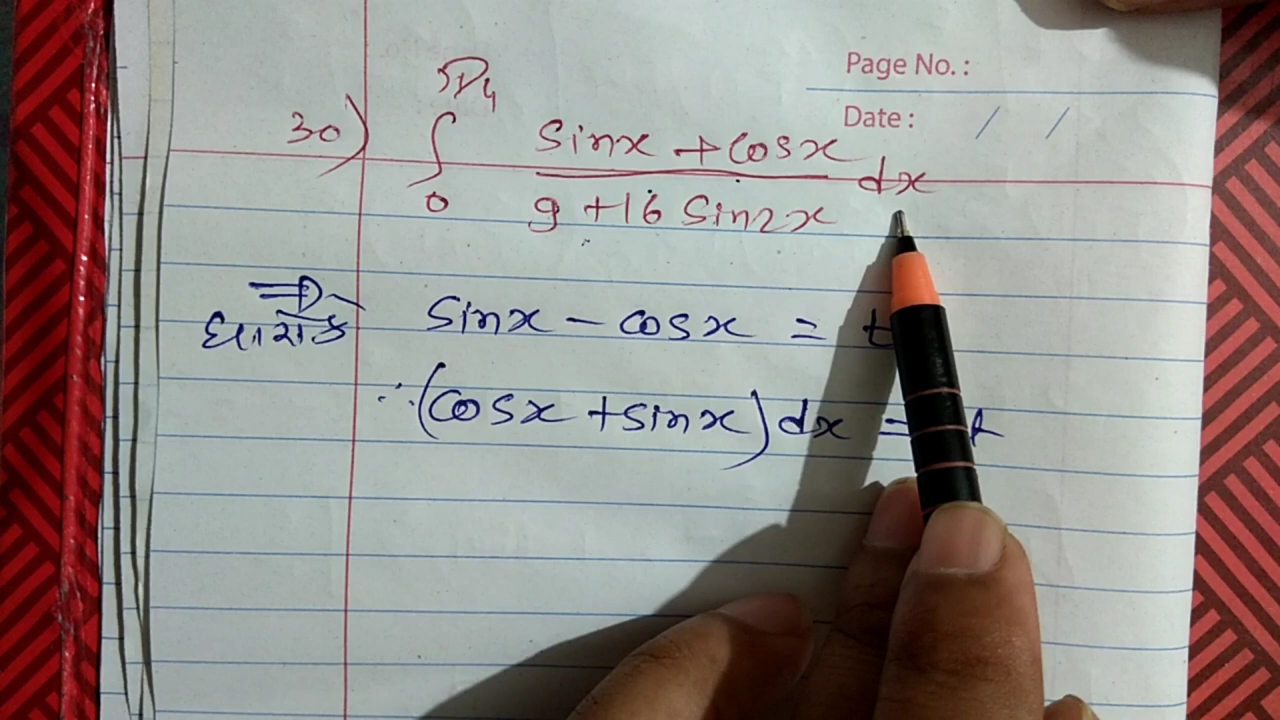 Page No. :
Date : / /
30) ∫₀^(π/4) (sinx + cosx)/(9 + 16 sin2x) dx
⇒ ધારોકે sinx − cosx = t
∴ (cosx + sinx) dx =